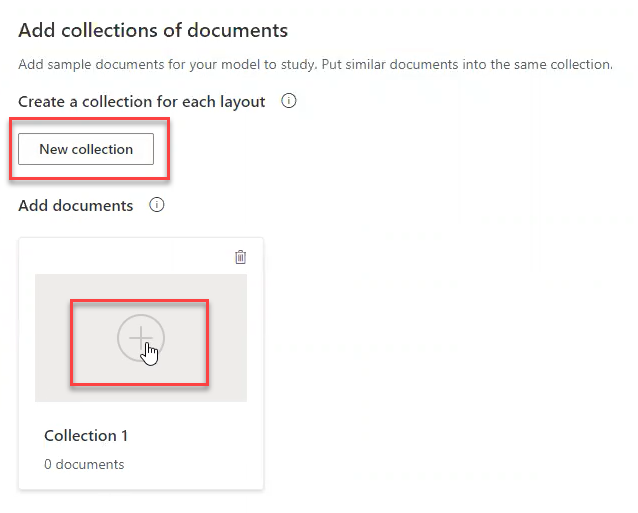 Add collections of documents
Add sample documents for your model to study. Put similar documents into the same collection.
Create a collection for each layout
New collection
Add documents
Collection 1
0 documents